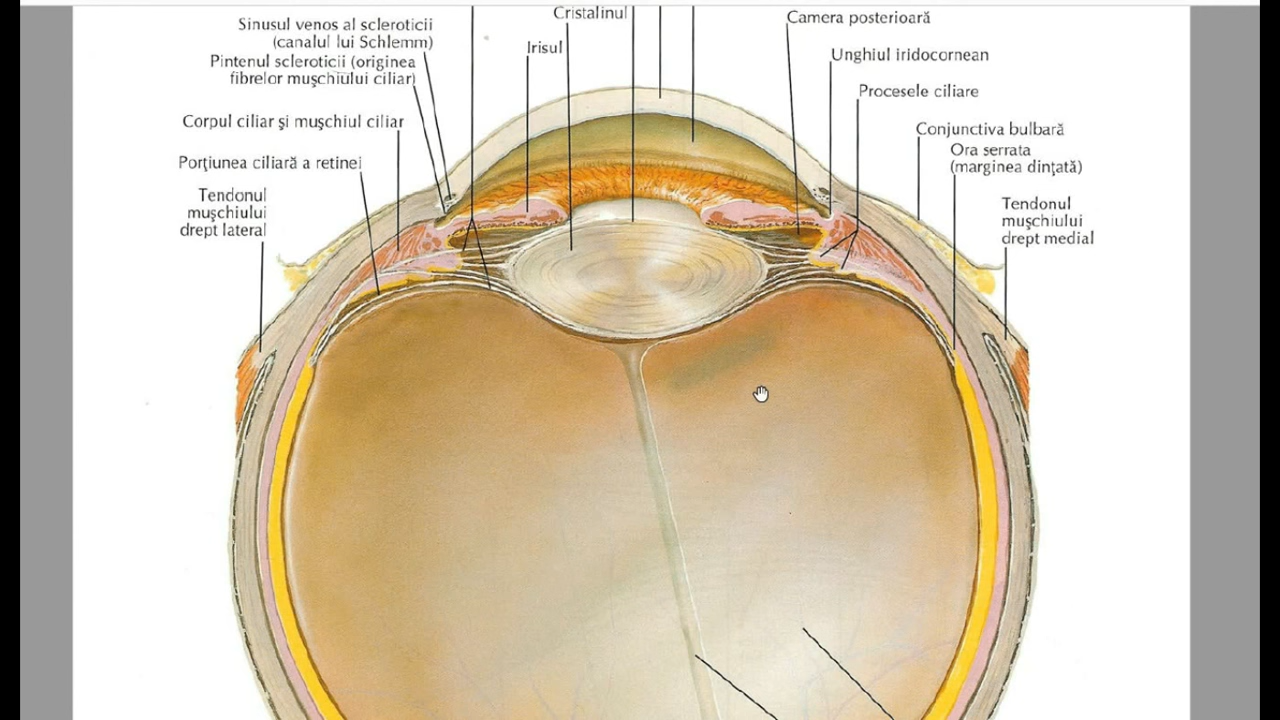 Cristalinul
Sinusul venos al scleroticii
(canalul lui Schlemm)
Irisul
Pintenul scleroticii (originea
fibrelor muşchiului ciliar)
Corpul ciliar şi muşchiul ciliar
Porţiunea ciliară a retinei
Tendonul
muşchiului
drept lateral
Camera posterioară
Unghiul iridocornean
Procesele ciliare
Conjunctiva bulbară
Ora serrata
(marginea dinţată)
Tendonul
muşchiului
drept medial